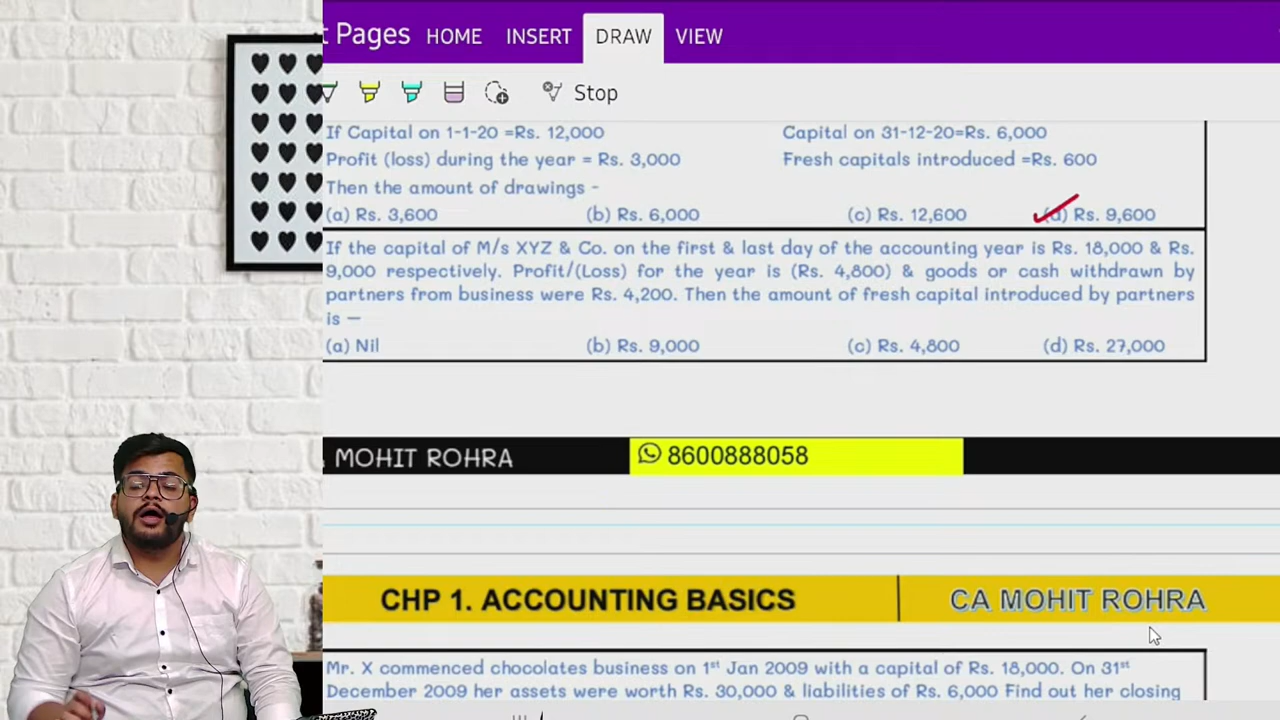 t Pages HOME INSERT DRAW VIEW
Stop
If Capital on 1-1-20 =Rs. 12,000 Capital on 31-12-20=Rs. 6,000
Profit (loss) during the year = Rs. 3,000 Fresh capitals introduced =Rs. 600
Then the amount of drawings -
(a) Rs. 3,600 (b) Rs. 6,000 (c) Rs. 12,600 (d) Rs. 9,600
If the capital of M/s XYZ & Co. on the first & last day of the accounting year is Rs. 18,000 & Rs.
9,000 respectively. Profit/(Loss) for the year is (Rs. 4,800) & goods or cash withdrawn by
partners from business were Rs. 4,200. Then the amount of fresh capital introduced by partners
is —
(a) Nil (b) Rs. 9,000 (c) Rs. 4,800 (d) Rs. 27,000
MOHIT ROHRA 8600888058
CHP 1. ACCOUNTING BASICS CA MOHIT ROHRA
Mr. X commenced chocolates business on 1st Jan 2009 with a capital of Rs. 18,000. On 31st
December 2009 her assets were worth Rs. 30,000 & liabilities of Rs. 6,000 Find out her closing